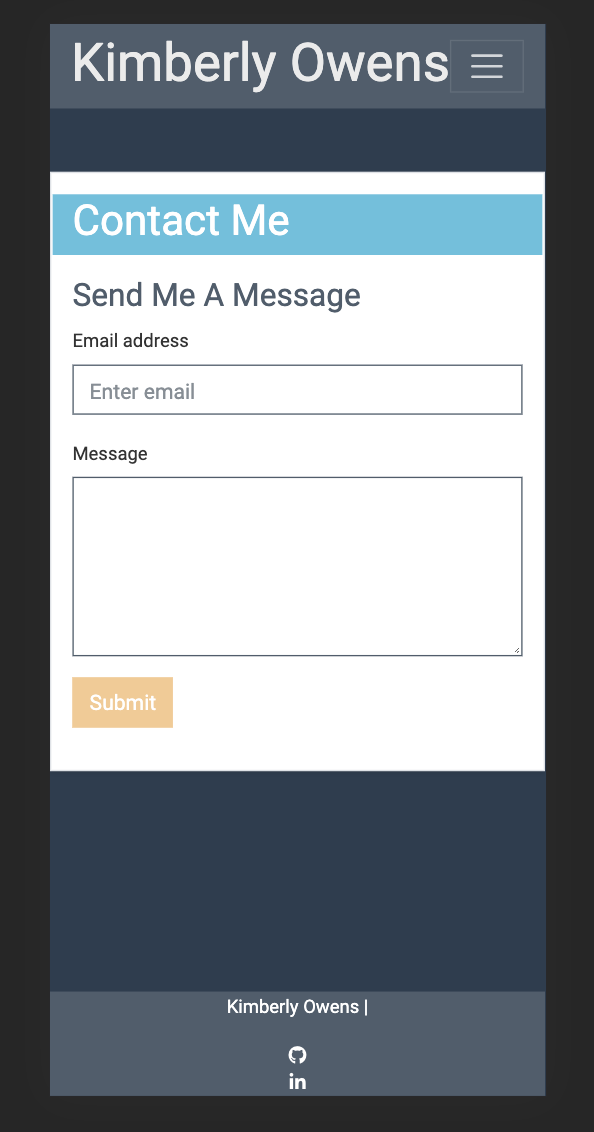 Kimberly Owens
Contact Me
Send Me A Message
Email address
Enter email
Message
Submit
Kimberly Owens |
in